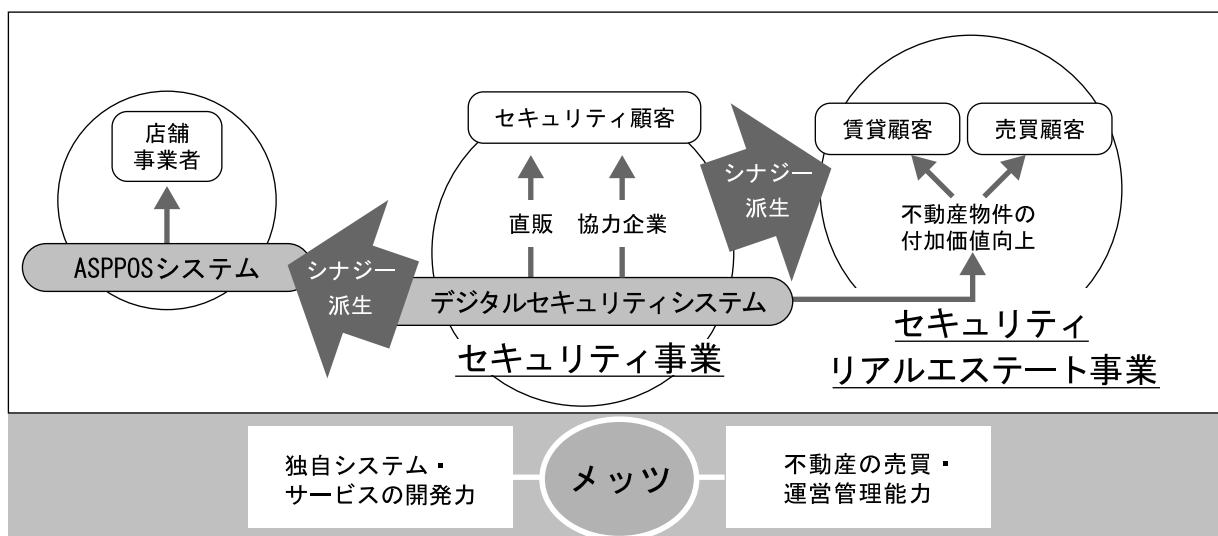 店舗
事業者
ASPPOSシステム
シナジー
派生
セキュリティ顧客
直販
協力企業
デジタルセキュリティシステム
セキュリティ事業
シナジー
派生
賃貸顧客
売買顧客
不動産物件の
付加価値向上
セキュリティ
リアルエステート事業
独自システム・
サービスの開発力
メッツ
不動産の売買・
運営管理能力